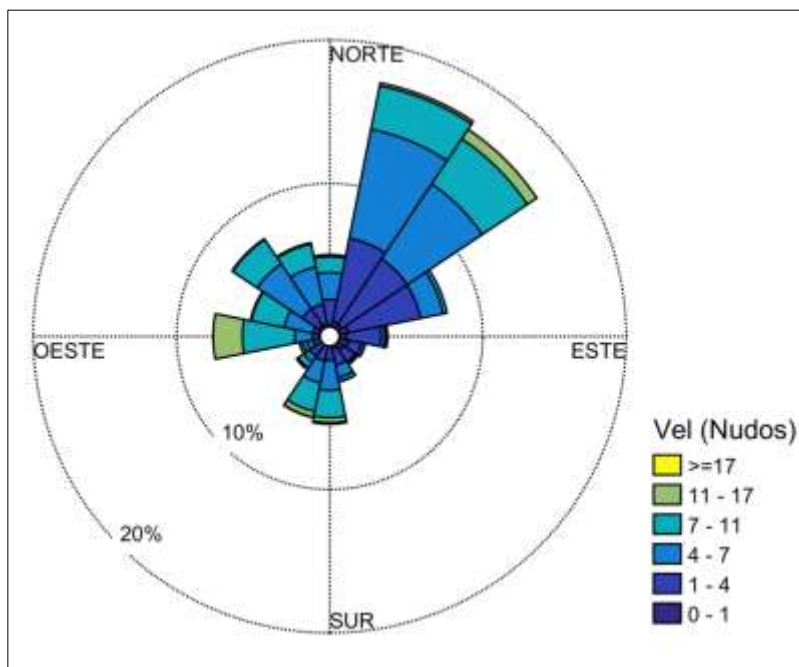 NORTE
OESTE
ESTE
10%
20%
SUR
Vel (Nudos)
>=17
11 - 17
7 - 11
4 - 7
1 - 4
0 - 1